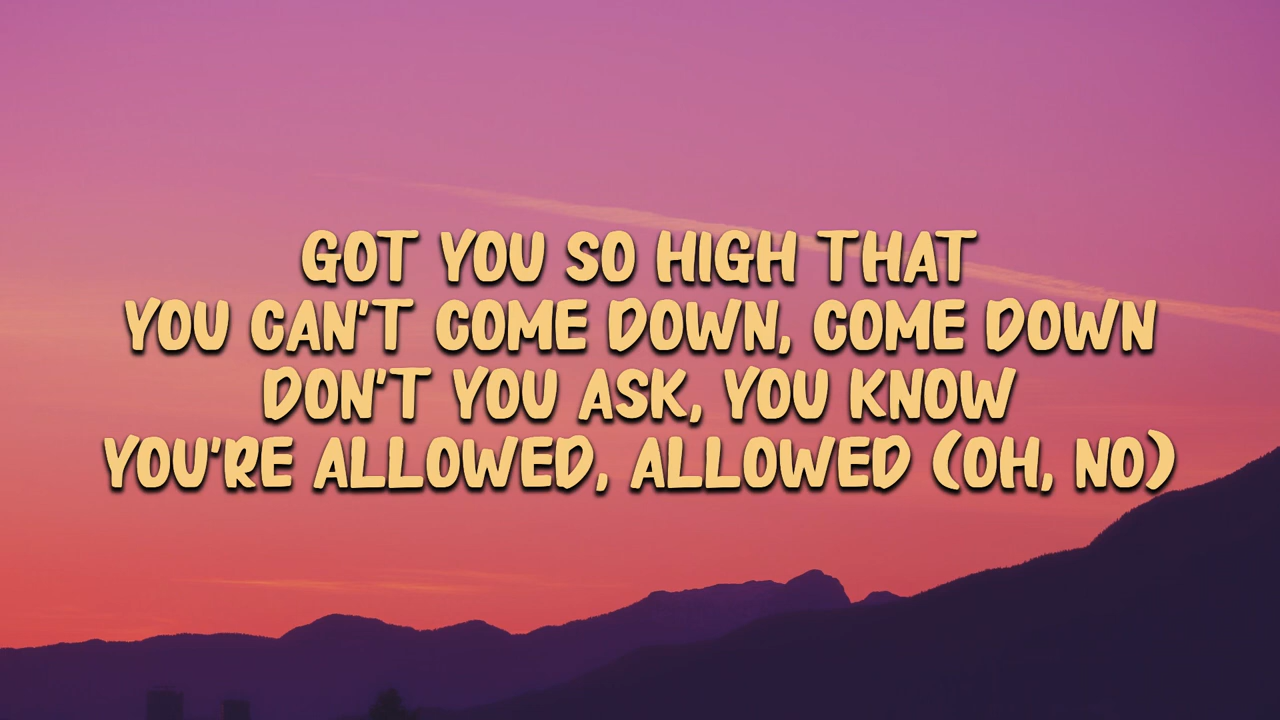 GOT YOU SO HIGH THAT
YOU CAN'T COME DOWN, COME DOWN
DON'T YOU ASK, YOU KNOW
YOU'RE ALLOWED, ALLOWED (OH, NO)